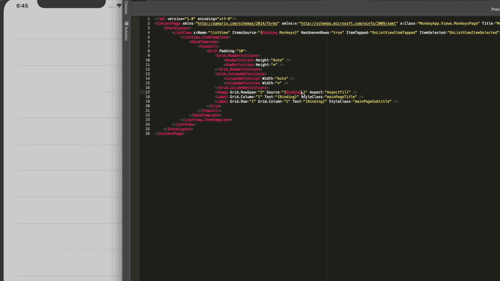 6:45
Prev
1 <?xml version="1.0" encoding="utf-8"?>
2 <ContentPage xmlns="http://xamarin.com/schemas/2014/forms" xmlns:x="http://schemas.microsoft.com/winfx/2009/xaml" x:Class="MonkeyApp.Views.MonkeysPage" Title="M
3 <StackLayout>
4 <ListView x:Name="listView" ItemsSource="{Binding Monkeys}" HasUnevenRows="true" ItemTapped="OnListViewItemTapped" ItemSelected="OnListViewItemSelected"
5 <ListView.ItemTemplate>
6 <DataTemplate>
7 <ViewCell>
8 <Grid Padding="10">
9 <Grid.RowDefinitions>
10 <RowDefinition Height="Auto" />
11 <RowDefinition Height="*" />
12 </Grid.RowDefinitions>
13 <Grid.ColumnDefinitions>
14 <ColumnDefinition Width="Auto" />
15 <ColumnDefinition Width="*" />
16 </Grid.ColumnDefinitions>
17 <Image Grid.RowSpan="2" Source="{Binding }" Aspect="AspectFill" />
18 <Label Grid.Column="1" Text="{Binding}" StyleClass="mainPageTitle" />
19 <Label Grid.Row="1" Grid.Column="1" Text="{Binding}" StyleClass="mainPageSubtitle" />
20 </Grid>
21 </ViewCell>
22 </DataTemplate>
23 </ListView.ItemTemplate>
24 </ListView>
25 </StackLayout>
26 </ContentPage>